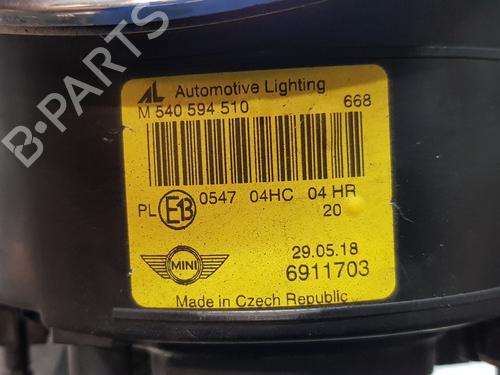 B-PARTS
AL Automotive Lighting
M 540 594 510 668
PL E13 0547 04HC 04 HR
20
MINI
29.05.18
6911703
Made in Czech Republic